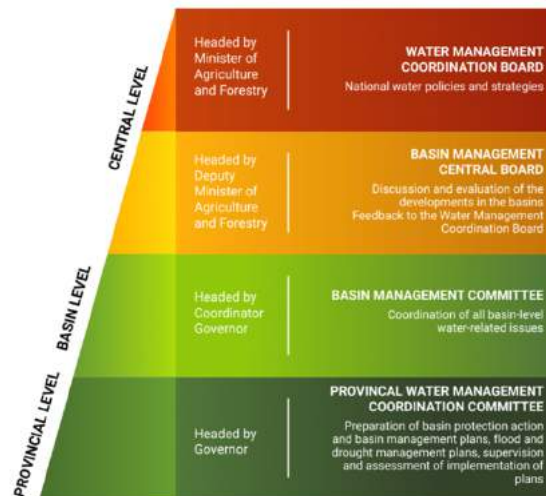 CENTRAL LEVEL
Headed by
Minister of
Agriculture
and Forestry
WATER MANAGEMENT
COORDINATION BOARD
National water policies and strategies
Headed by
Deputy
Minister of
Agriculture
and Forestry
BASIN MANAGEMENT
CENTRAL BOARD
Discussion and evaluation of the
developments in the basins
Feedback to the Water Management
Coordination Board
BASIN LEVEL
Headed by
Coordinator
Governor
BASIN MANAGEMENT COMMITTEE
Coordination of all basin-level
water-related issues
PROVINCIAL LEVEL
Headed by
Governor
PROVINCAL WATER MANAGEMENT
COORDINATION COMMITTEE
Preparation of basin protection action
and basin management plans, flood and
drought management plans, supervision
and assessment of implementation of
plans